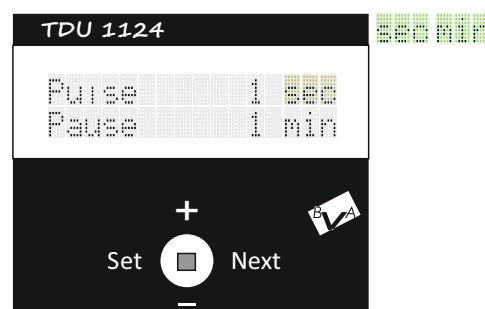 TDU 1124
sec min
Pulse 1 sec
Pause 1 min
+
B A
Set Next
−